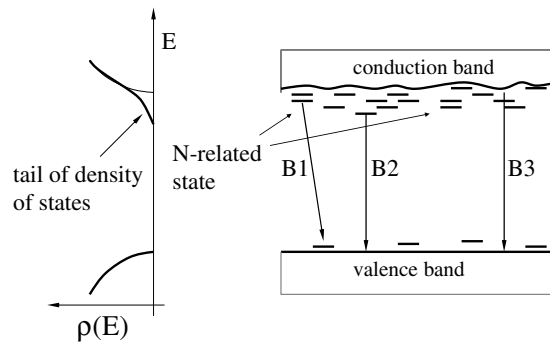 E
conduction band
tail of density
of states
N-related
state
B1
B2
B3
valence band
ρ(E)